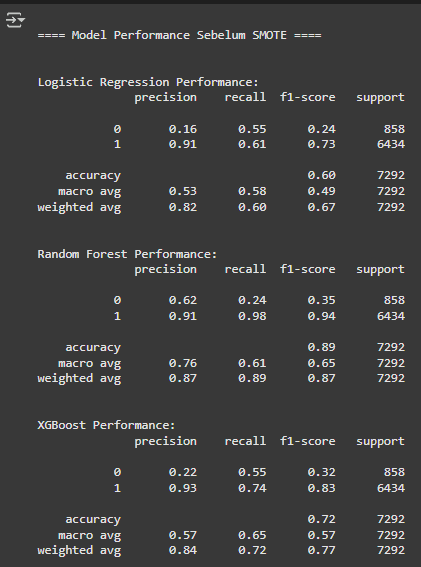 ==== Model Performance Sebelum SMOTE ====
Logistic Regression Performance:
precision recall f1-score support
0 0.16 0.55 0.24 858
1 0.91 0.61 0.73 6434
accuracy 0.60 7292
macro avg 0.53 0.58 0.49 7292
weighted avg 0.82 0.60 0.67 7292
Random Forest Performance:
precision recall f1-score support
0 0.62 0.24 0.35 858
1 0.91 0.98 0.94 6434
accuracy 0.89 7292
macro avg 0.76 0.61 0.65 7292
weighted avg 0.87 0.89 0.87 7292
XGBoost Performance:
precision recall f1-score support
0 0.22 0.55 0.32 858
1 0.93 0.74 0.83 6434
accuracy 0.72 7292
macro avg 0.57 0.65 0.57 7292
weighted avg 0.84 0.72 0.77 7292